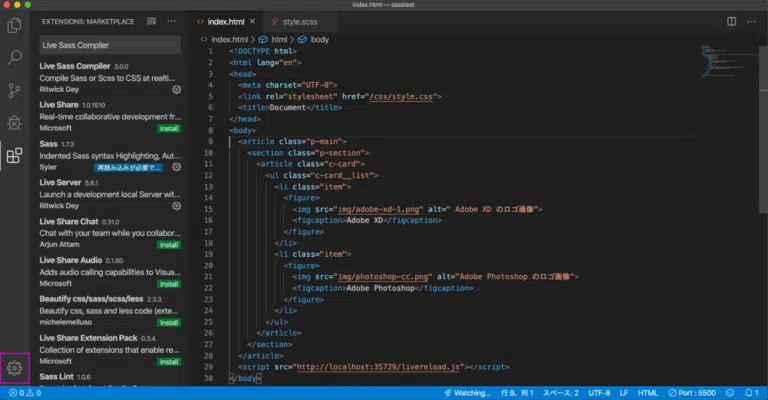 index.html — sasstest
EXTENSIONS: MARKETPLACE
Live Sass Compiler
Live Sass Compiler 3.0.0
Compile Sass or Scss to CSS at realti...
Ritwick Dey
Live Share 1.0.1510
Real-time collaborative development fr...
Microsoft Install
Sass 1.7.3
Indented Sass syntax Highlighting, Aut...
Syler 再読み込みが必要で...
Live Server 5.6.1
Launch a development local Server wit...
Ritwick Dey
Live Share Chat 0.31.0
Chat with your team while you collabor...
Arjun Attam Install
Live Share Audio 0.1.80
Adds audio calling capabilities to Visua...
Microsoft Install
Beautify css/sass/scss/less 2.3.3
Beautify css, sass and less code (exte...
michelemelluso Install
Live Share Extension Pack 0.3.4
Collection of extensions that enable re...
Microsoft Install
Sass Lint 1.0.6
index.html style.scss
index.html > html > body
1 <!DOCTYPE html>
2 <html lang="en">
3 <head>
4 <meta charset="UTF-8">
5 <link rel="stylesheet" href="/css/style.css">
6 <title>Document</title>
7 </head>
8 <body>
9 <article class="p-main">
10 <section class="p-section">
11 <article class="c-card">
12 <ul class="c-card__list">
13 <li class="item">
14 <figure>
15 <img src="img/adobe-xd-1.png" alt=" Adobe XD のロゴ画像">
16 <figcaption>Adobe XD</figcaption>
17 </figure>
18 </li>
19 <li class="item">
20 <figure>
21 <img src="img/photoshop-cc.png" alt="Adobe Photoshop のロゴ画像">
22 <figcaption>Adobe Photoshop</figcaption>
23 </figure>
24 </li>
25 </ul>
26 </article>
27 </section>
28 </article>
29 <script src="http://localhost:35729/livereload.js"></script>
30 </body>
0 0 Watching... 行 9、列 1 スペース: 2 UTF-8 LF HTML Port : 5500 1